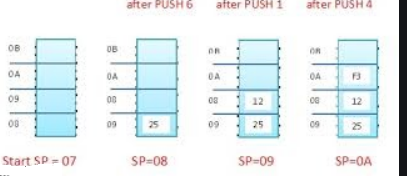 after PUSH 6 after PUSH 1 after PUSH 4
0B 0B 0B 0B
0A 0A 0A F3 0A F3
09 09 08 12 08 12
08 09 25 09 25 09 25
Start SP = 07 SP=08 SP=09 SP=0A